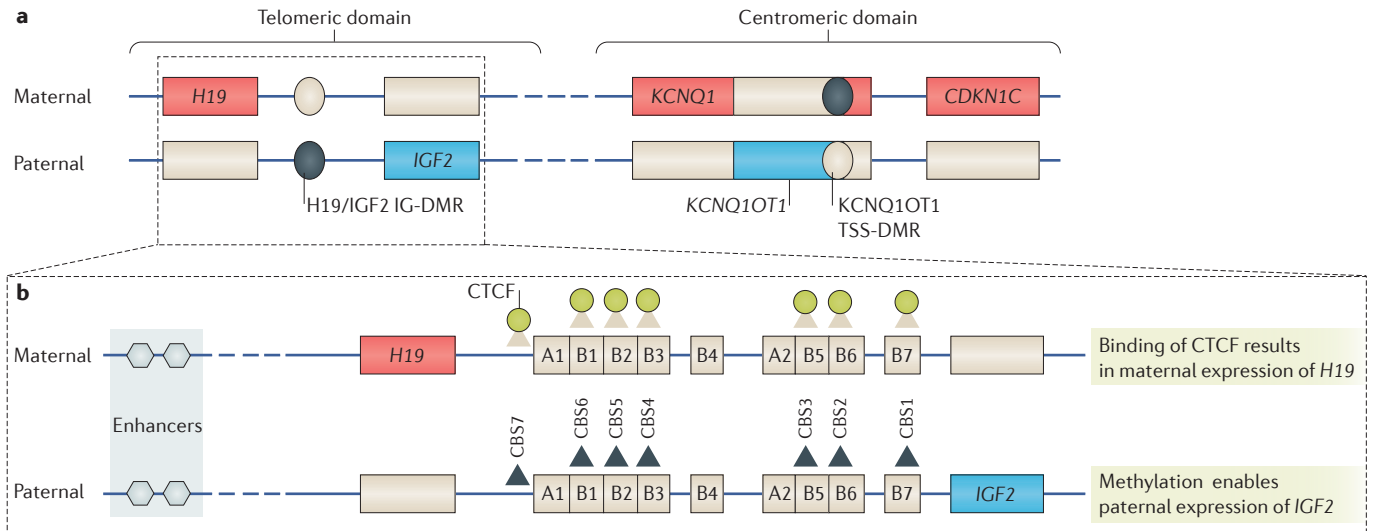 a
Telomeric domain
Centromeric domain
Maternal
H19
KCNQ1
CDKN1C
Paternal
IGF2
H19/IGF2 IG-DMR
KCNQ1OT1
KCNQ1OT1
TSS-DMR
b
CTCF
Maternal
H19
A1 B1 B2 B3 B4 A2 B5 B6 B7
Binding of CTCF results
in maternal expression of H19
Enhancers
CBS7 CBS6 CBS5 CBS4 CBS3 CBS2 CBS1
Paternal
A1 B1 B2 B3 B4 A2 B5 B6 B7
IGF2
Methylation enables
paternal expression of IGF2